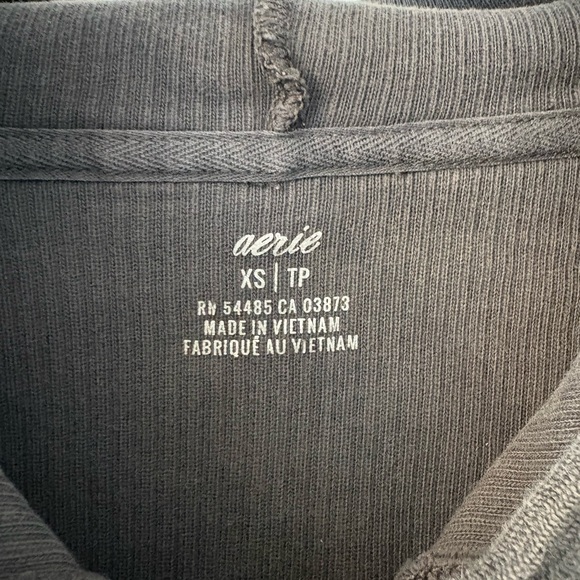 aerie
XS | TP
RN 54485 CA 03873
MADE IN VIETNAM
FABRIQUÉ AU VIETNAM